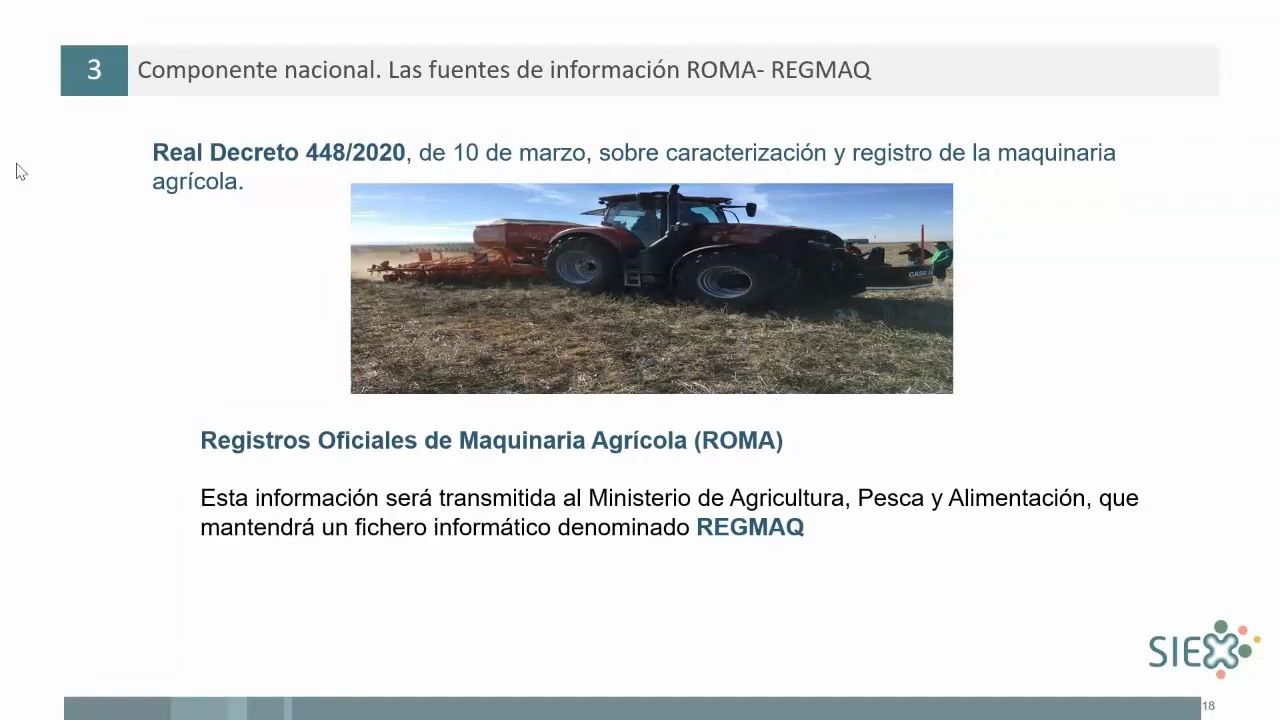 3
Componente nacional. Las fuentes de información ROMA- REGMAQ
Real Decreto 448/2020, de 10 de marzo, sobre caracterización y registro de la maquinaria
agrícola.
CASE
Registros Oficiales de Maquinaria Agrícola (ROMA)
Esta información será transmitida al Ministerio de Agricultura, Pesca y Alimentación, que
mantendrá un fichero informático denominado REGMAQ
SIEX
18